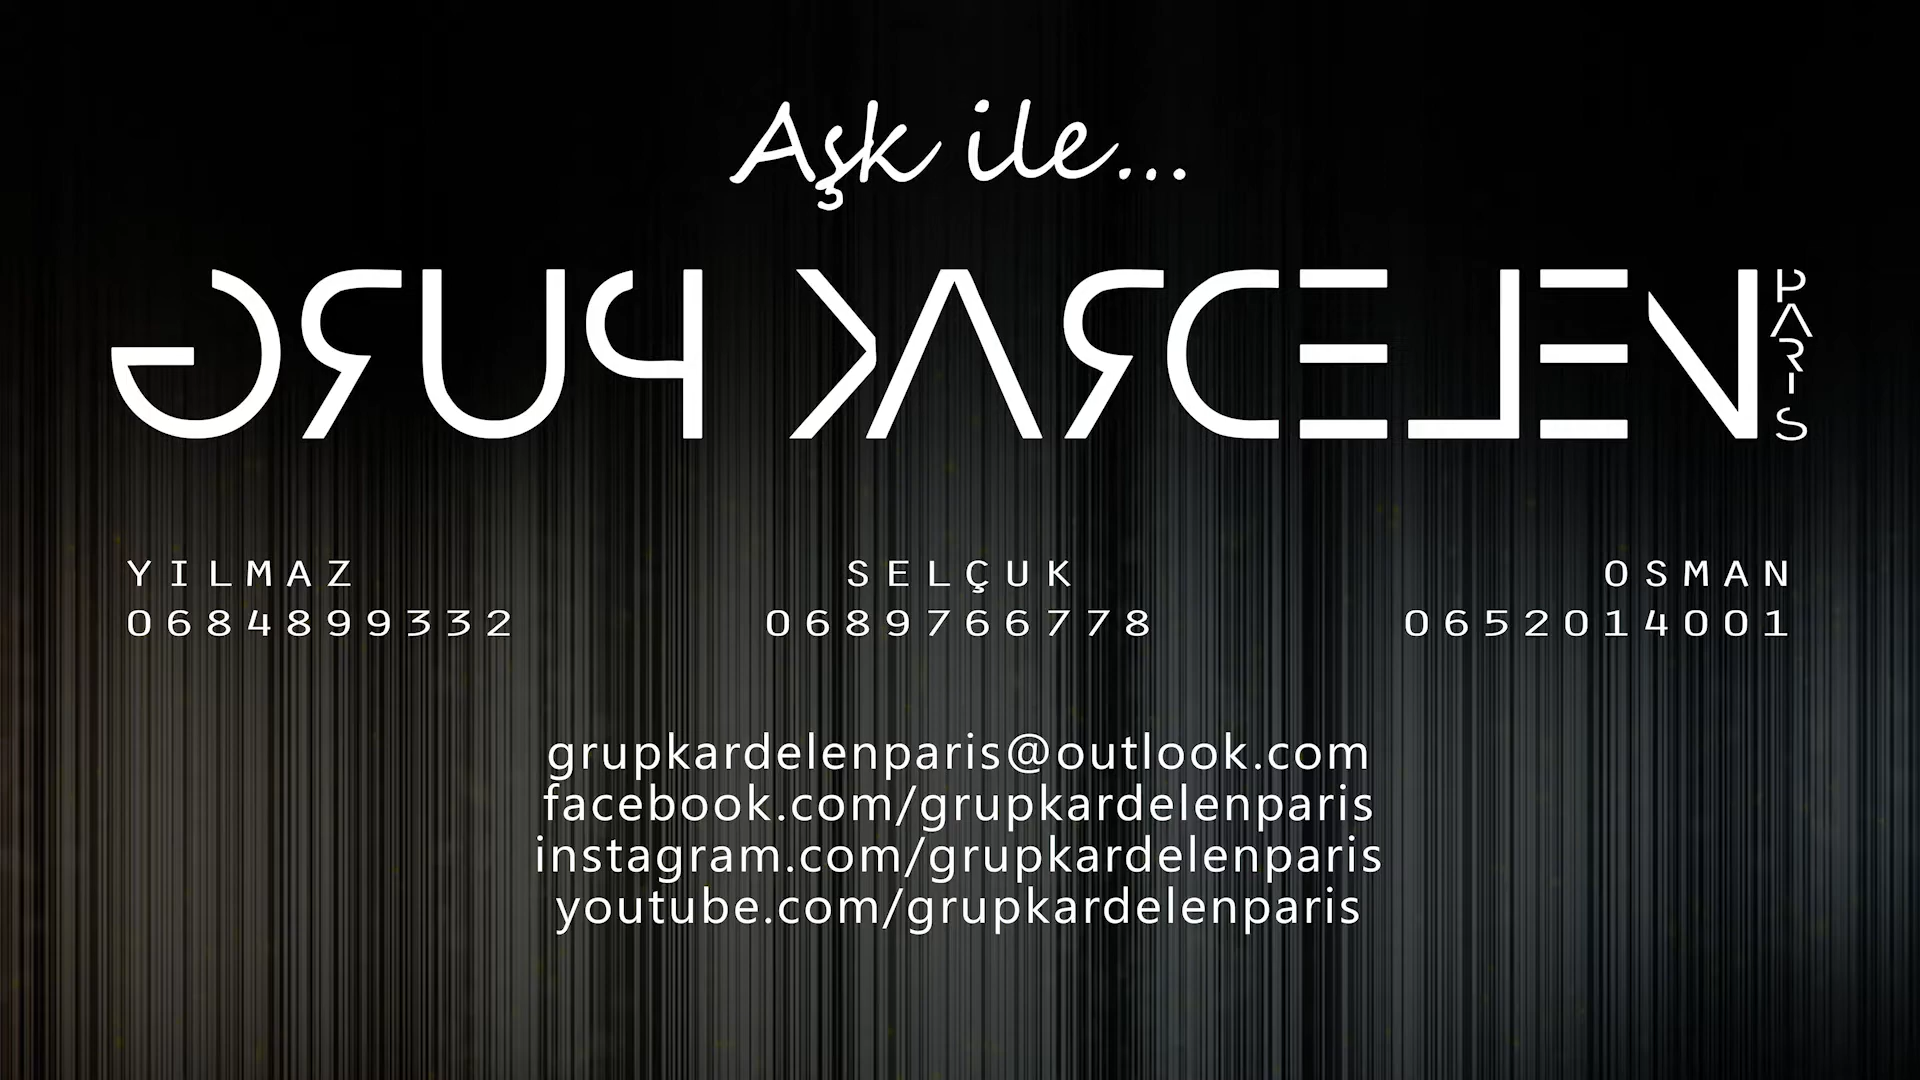 Aşk ile...
GRUP KARDELEN PARIS
YILMAZ SELÇUK OSMAN
0684899332 0689766778 0652014001
grupkardelenparis@outlook.com
facebook.com/grupkardelenparis
instagram.com/grupkardelenparis
youtube.com/grupkardelenparis